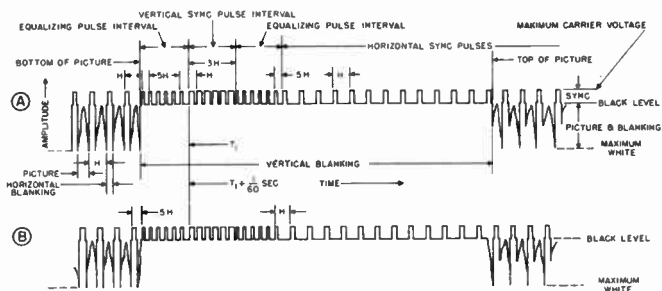 VERTICAL SYNC PULSE INTERVAL
EQUALIZING PULSE INTERVAL
EQUALIZING PULSE INTERVAL
MAXIMUM CARRIER VOLTAGE
HORIZONTAL SYNC PULSES
BOTTOM OF PICTURE
3H
TOP OF PICTURE
H
.5H
H
.5H
H
SYNC
A
BLACK LEVEL
AMPLITUDE
PICTURE & BLANKING
T1
H
VERTICAL BLANKING
MAXIMUM WHITE
PICTURE
HORIZONTAL BLANKING
T1 + 1/60 SEC
TIME
.5H
H
B
BLACK LEVEL
MAXIMUM WHITE